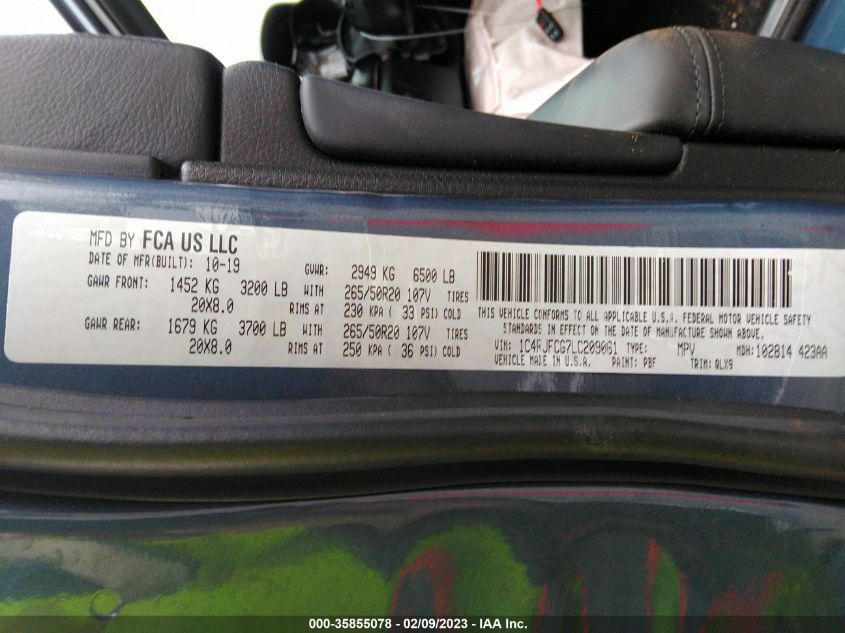 MFD BY FCA US LLC
DATE OF MFR(BUILT): 10-19 GVWR: 2949 KG 6500 LB
GAWR FRONT: 1452 KG 3200 LB WITH 265/50R20 107V TIRES
20X8.0 RIMS AT 230 KPA ( 33 PSI) COLD
GAWR REAR: 1679 KG 3700 LB WITH 265/50R20 107V TIRES
20X8.0 RIMS AT 250 KPA ( 36 PSI) COLD
THIS VEHICLE CONFORMS TO ALL APPLICABLE U.S.A. FEDERAL MOTOR VEHICLE SAFETY
STANDARDS IN EFFECT ON THE DATE OF MANUFACTURE SHOWN ABOVE.
VIN: 1C4RJFCG7LC209061 TYPE: MPV MDH: 102814 423AA
VEHICLE MADE IN U.S.A. PAINT: PBF TRIM: QLX9
000-35855078 - 02/09/2023 - IAA Inc.